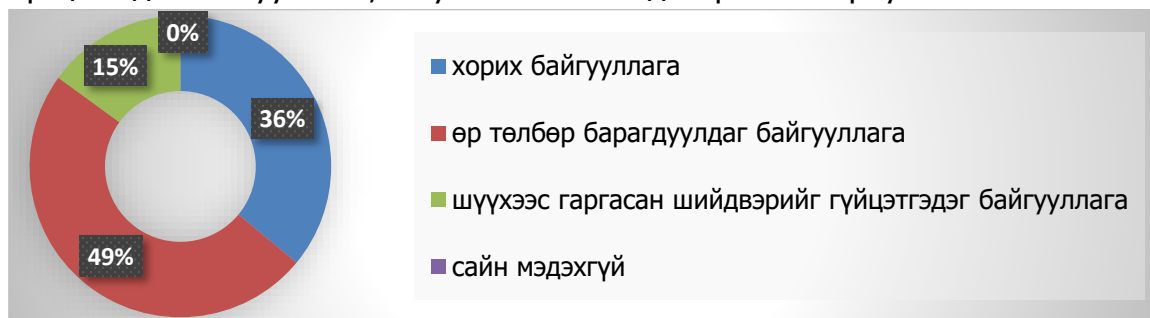 0%
15%
36%
49%
хорих байгууллага
өр төлбөр барагдуулдаг байгууллага
шүүхээс гаргасан шийдвэрийг гүйцэтгэдэг байгууллага
сайн мэдэхгүй